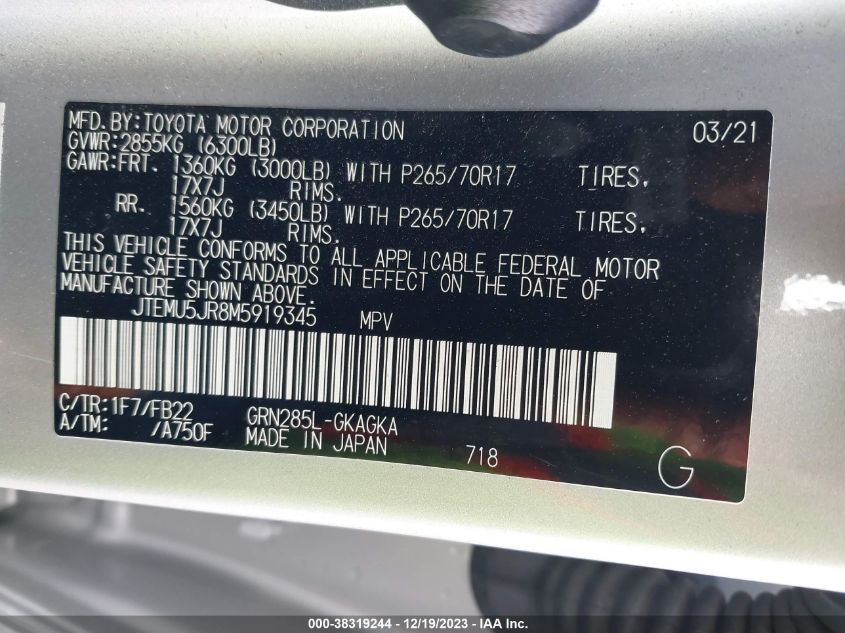 MFD. BY:TOYOTA MOTOR CORPORATION 03/21
GVWR:2855KG (6300LB)
GAWR:FRT. 1360KG (3000LB) WITH P265/70R17 TIRES,
17X7J RIMS.
RR. 1560KG (3450LB) WITH P265/70R17 TIRES,
17X7J RIMS.
THIS VEHICLE CONFORMS TO ALL APPLICABLE FEDERAL MOTOR
VEHICLE SAFETY STANDARDS IN EFFECT ON THE DATE OF
MANUFACTURE SHOWN ABOVE.
JTEMU5JR8M5919345 MPV
C/TR:1F7/FB22 GRN285L-GKAGKA
A/TM: /A750F MADE IN JAPAN 718 G
000-38319244 - 12/19/2023 - IAA Inc.